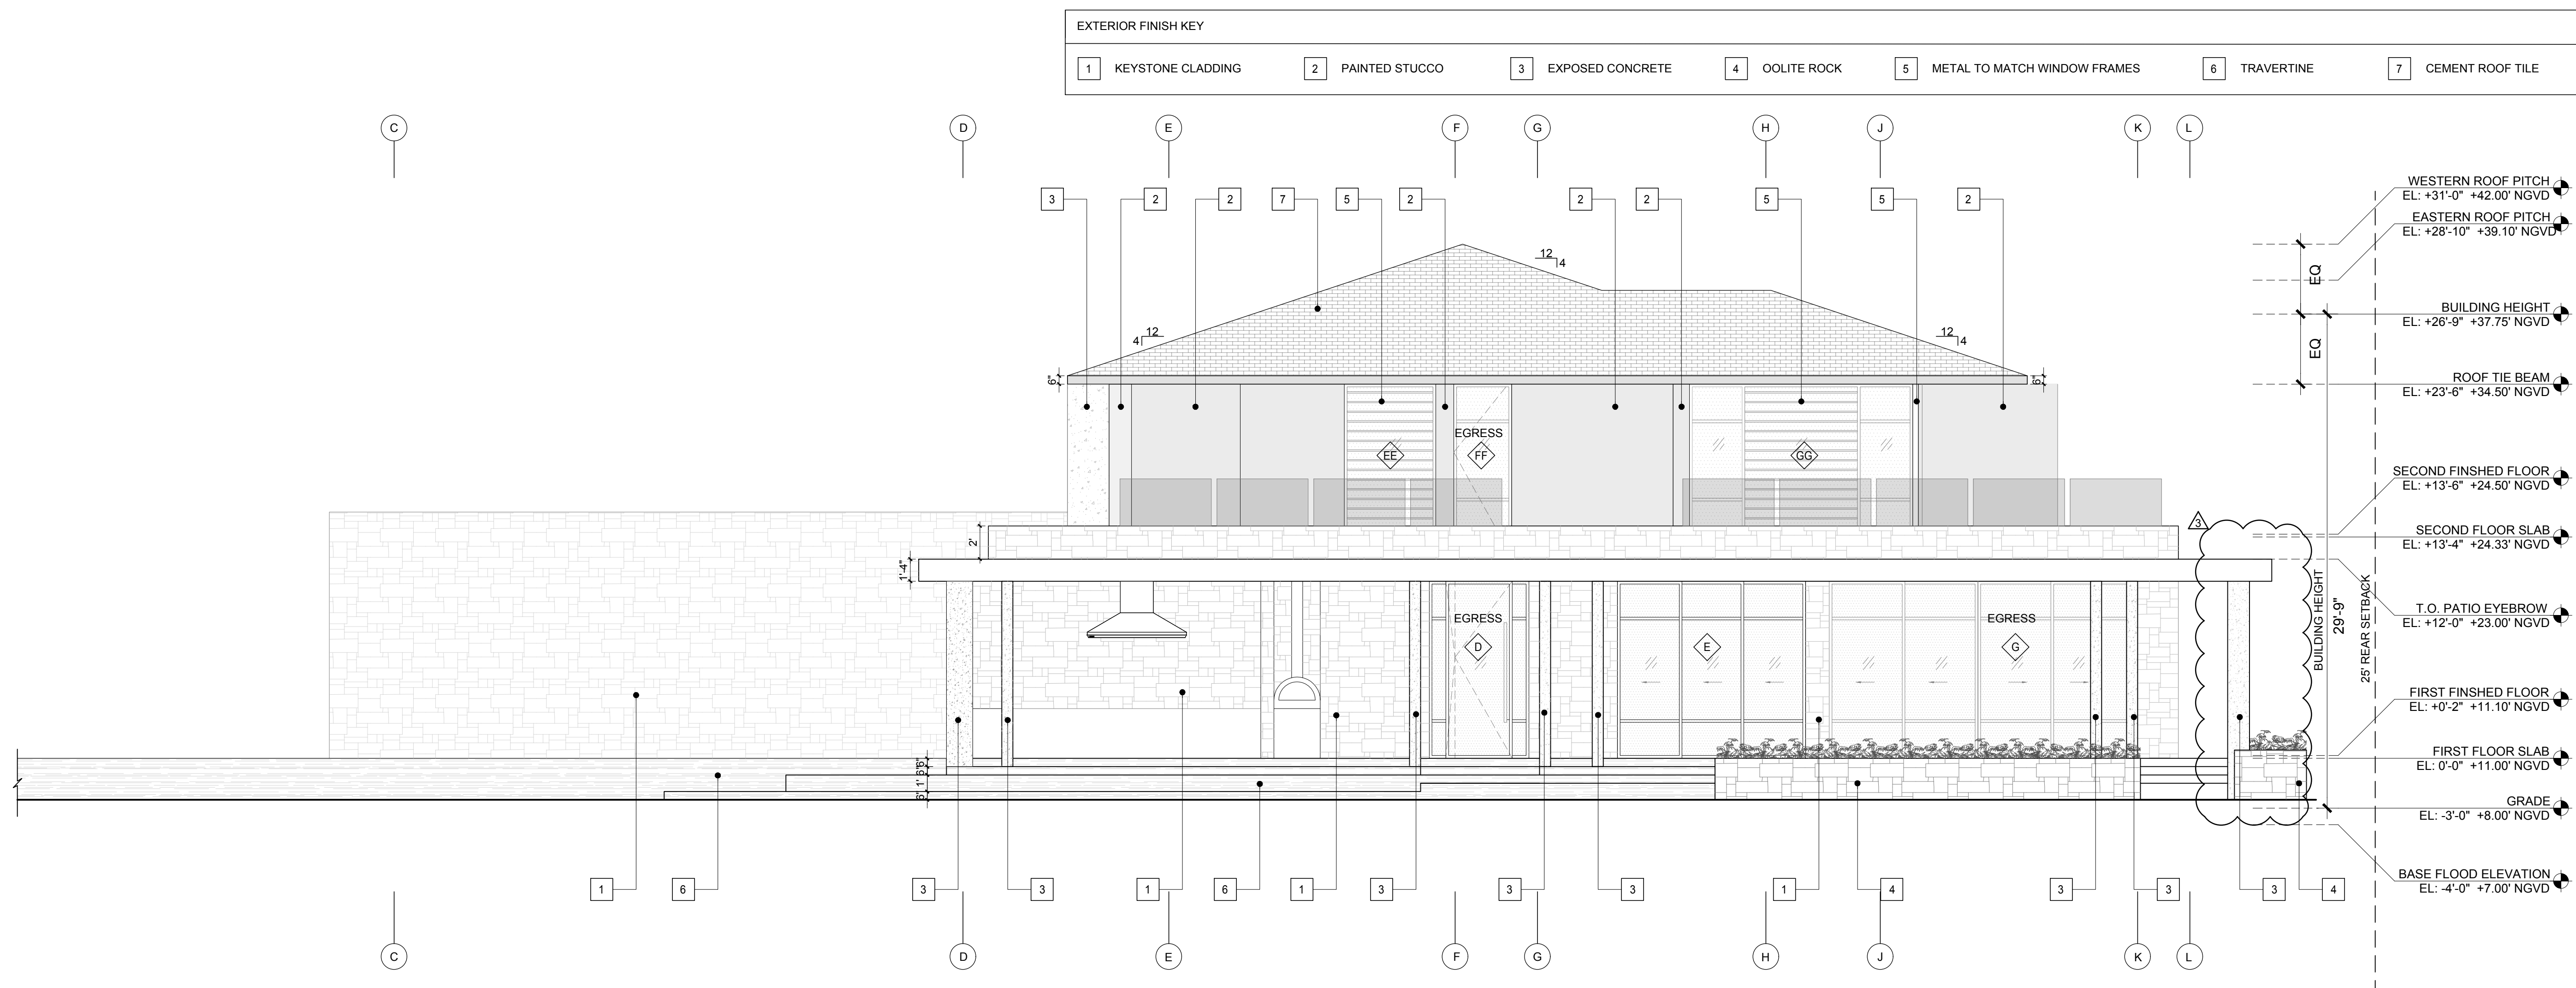 EXTERIOR FINISH KEY
1 KEYSTONE CLADDING 2 PAINTED STUCCO 3 EXPOSED CONCRETE 4 OOLITE ROCK 5 METAL TO MATCH WINDOW FRAMES 6 TRAVERTINE 7 CEMENT ROOF TILE
C D E F G H J K L
3 2 2 7 5 2 2 2 5 5 2
WESTERN ROOF PITCH
EL: +31'-0" +42.00' NGVD
EASTERN ROOF PITCH
EL: +28'-10" +39.10' NGVD
12
4
EQ
BUILDING HEIGHT
EL: +26'-9" +37.75' NGVD
12
4
12
4
EQ
6"
6"
ROOF TIE BEAM
EL: +23'-6" +34.50' NGVD
EGRESS
EE FF GG
SECOND FINSHED FLOOR
EL: +13'-6" +24.50' NGVD
3
SECOND FLOOR SLAB
EL: +13'-4" +24.33' NGVD
2'
1'-4"
BUILDING HEIGHT
29'-9"
25' REAR SETBACK
T.O. PATIO EYEBROW
EL: +12'-0" +23.00' NGVD
EGRESS EGRESS
D E G
FIRST FINSHED FLOOR
EL: +0'-2" +11.10' NGVD
FIRST FLOOR SLAB
EL: 0'-0" +11.00' NGVD
6"
6"
1'
6"
GRADE
EL: -3'-0" +8.00' NGVD
BASE FLOOD ELEVATION
EL: -4'-0" +7.00' NGVD
1 6 3 3 1 6 1 3 3 3 1 4 3 3 3 4
C D E F G H J K L